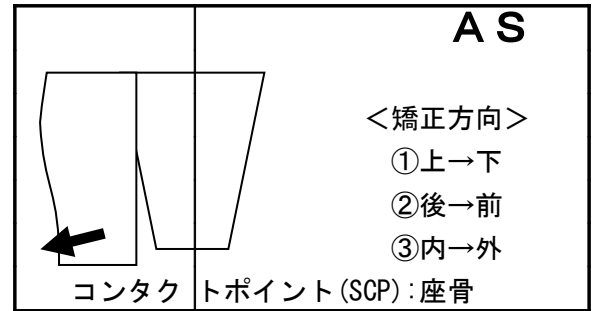 ＡＳ
＜矯正方向＞
①上→下
②後→前
③内→外
コンタクトポイント(SCP):座骨